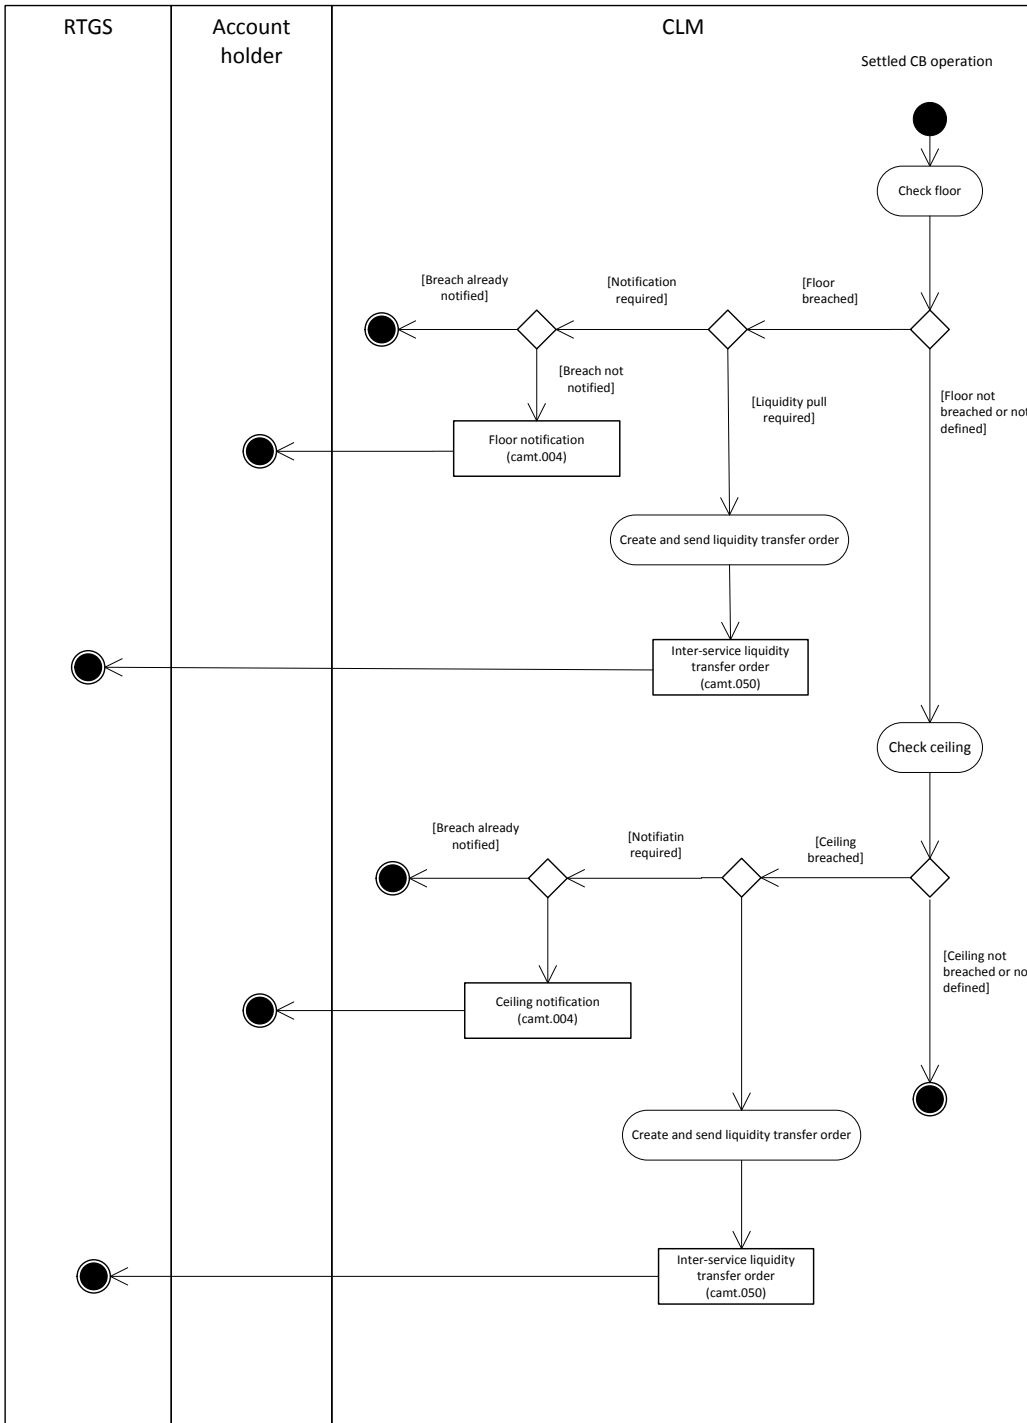 RTGS
Account
holder
CLM
Settled CB operation
Check floor
[Breach already
notified]
[Notification
required]
[Floor
breached]
[Breach not
notified]
[Liquidity pull
required]
[Floor not
breached or not
defined]
Floor notification
(camt.004)
Create and send liquidity transfer order
Inter-service liquidity
transfer order
(camt.050)
Check ceiling
[Breach already
notified]
[Notifiatin
required]
[Ceiling
breached]
[Ceiling not
breached or no
defined]
Ceiling notification
(camt.004)
Create and send liquidity transfer order
Inter-service liquidity
transfer order
(camt.050)